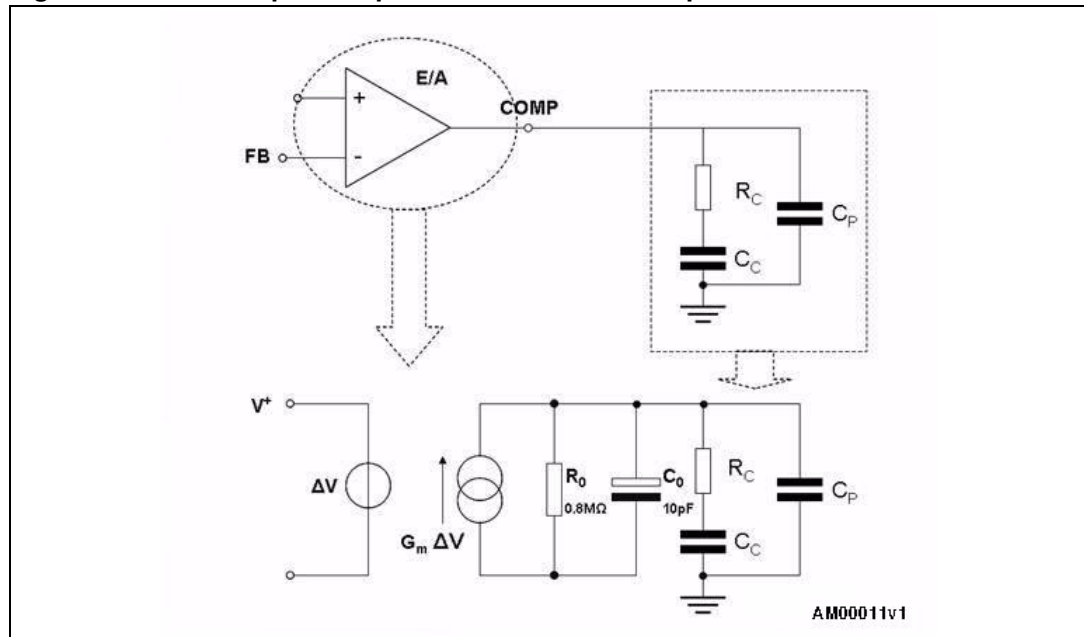 E/A
COMP
+
FB
-
R_C
C_P
C_C
V⁺
ΔV
G_m ΔV
R_0
0.8MΩ
C_0
10pF
R_C
C_P
C_C
AM00011v1